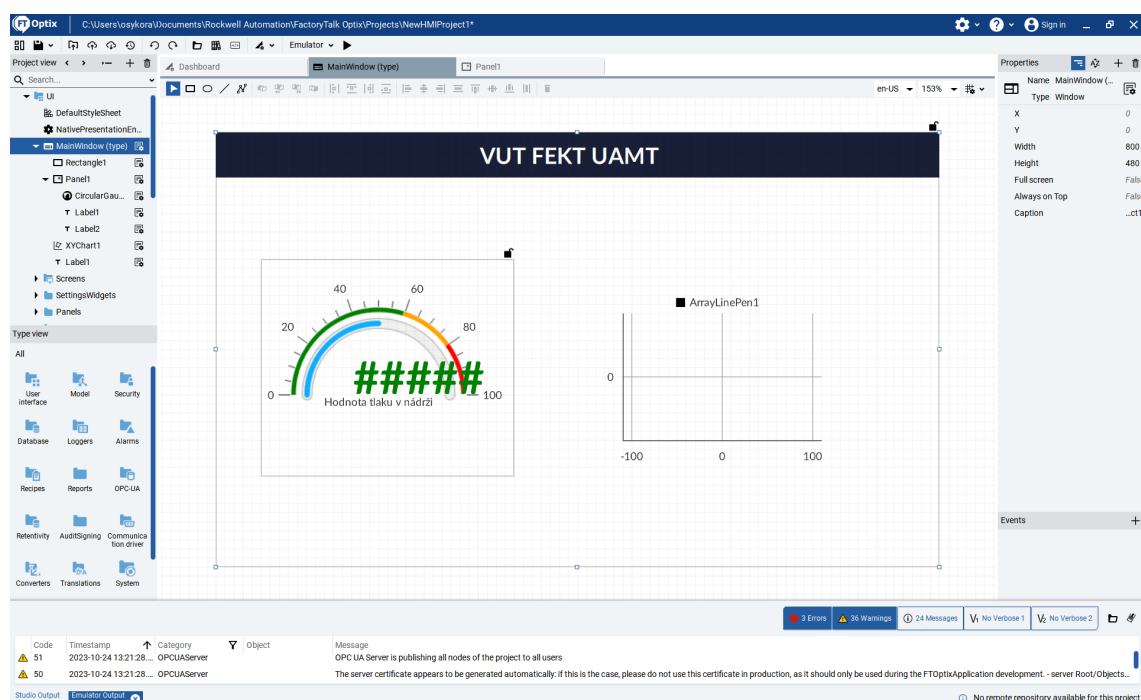 FT Optix C:\Users\osykora\Documents\Rockwell Automation\FactoryTalk Optix\Projects\NewHMIProject1* Sign in
Emulator
Project view
Dashboard MainWindow (type) Panel1
Properties
Search...
Name MainWindow (...
Type Window
en-US 153%
UI
DefaultStyleSheet
NativePresentationEn...
MainWindow (type)
Rectangle1
Panel1
CircularGau...
Label1
Label2
XYChart1
Label1
Screens
SettingsWidgets
Panels
X 0
Y 0
Width 800
Height 480
Full screen Fals
Always on Top Fals
Caption ...ct1
VUT FEKT UAMT
0 20 40 60 80 100
#####
Hodnota tlaku v nádrži
ArrayLinePen1
0
-100 0 100
Type view
All
User interface Model Security
Database Loggers Alarms
Recipes Reports OPC-UA
Retentivity AuditSigning Communica
tion driver
Converters Translations System
Events
3 Errors 36 Warnings 24 Messages V1 No Verbose 1 V2 No Verbose 2
Code Timestamp Category Object Message
51 2023-10-24 13:21:28.... OPCUAServer OPC UA Server is publishing all nodes of the project to all users
50 2023-10-24 13:21:28.... OPCUAServer The server certificate appears to be generated automatically: if this is the case, please do not use this certificate in production, as it should only be used during the FTOptixApplication development. - server Root/Objects...
Studio Output Emulator Output No remote repository available for this project